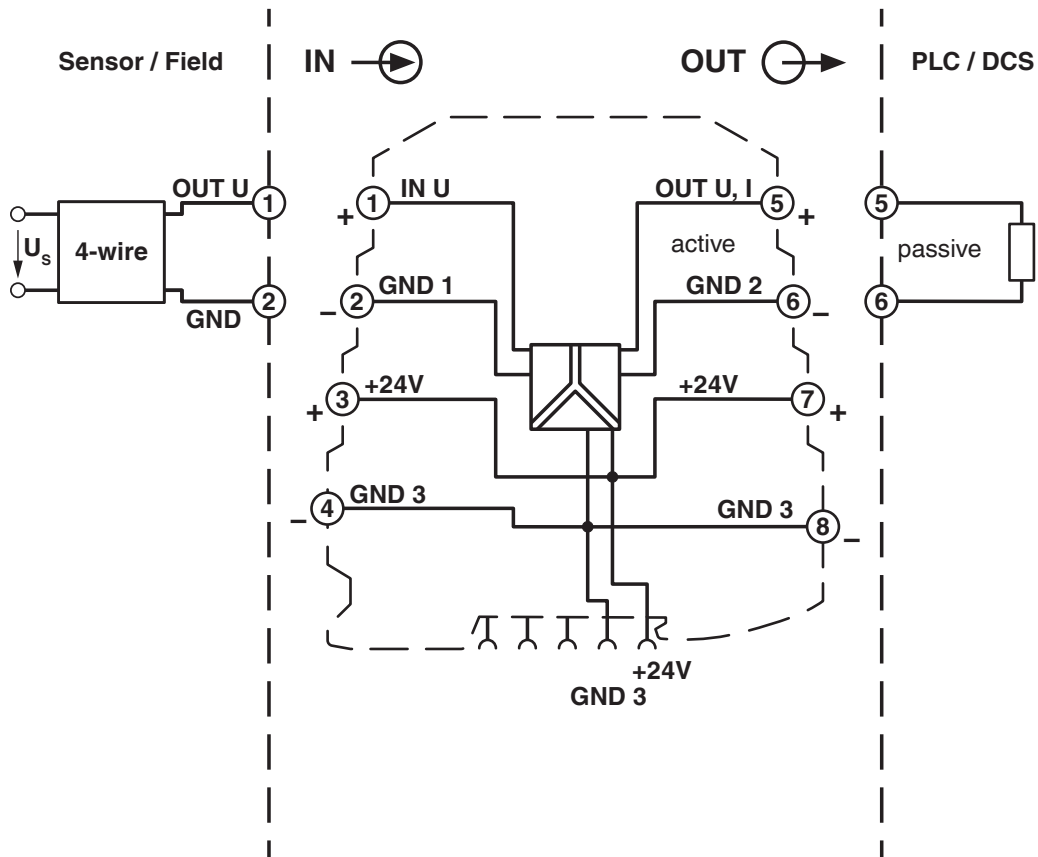 Sensor / Field
IN
OUT
PLC / DCS
OUT U
1
+
1
IN U
OUT U, I
5
+
5
Us
4-wire
active
passive
GND
2
−
2
GND 1
GND 2
6
−
6
+
3
+24V
+24V
7
+
−
4
GND 3
GND 3
8
−
+24V
GND 3